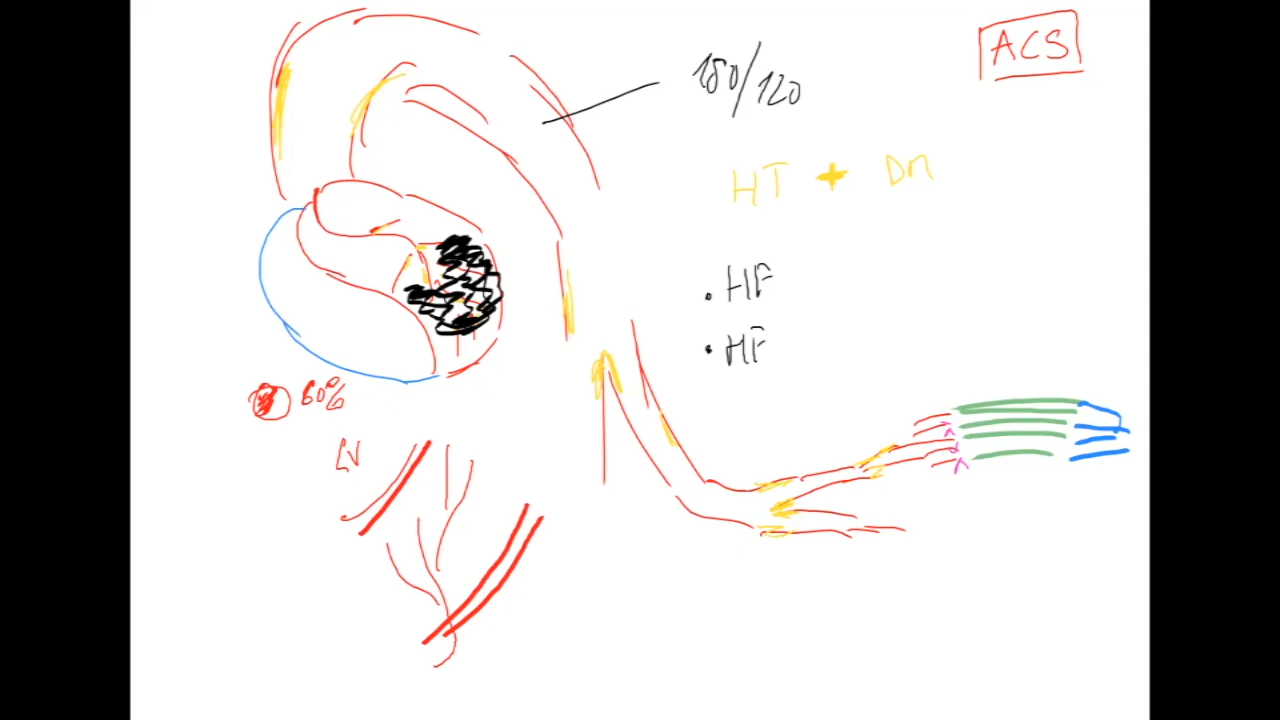 ACS
180/120
HT + DM
. HF
. HF
60%
LV